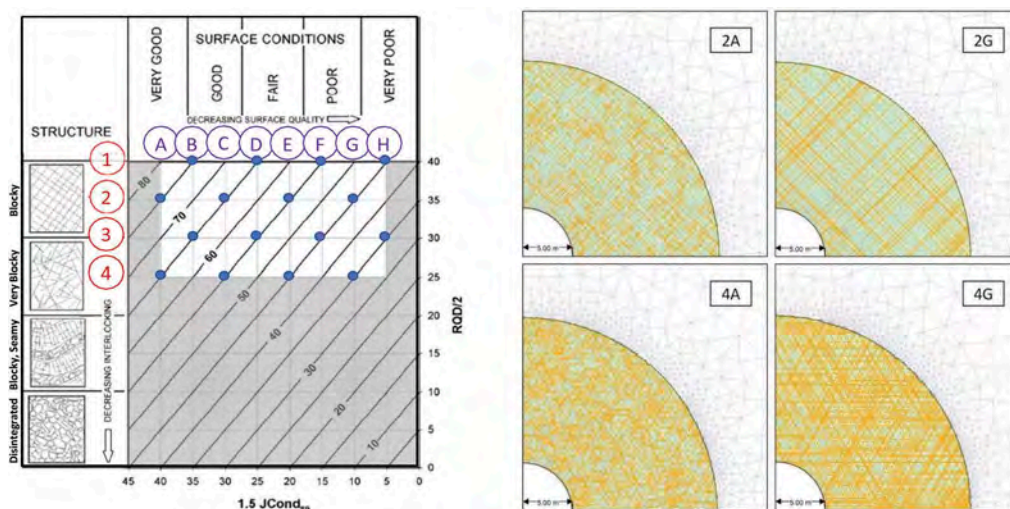 SURFACE CONDITIONS
VERY GOOD
GOOD
FAIR
POOR
VERY POOR
DECREASING SURFACE QUALITY
STRUCTURE
A B C D E F G H
1
2
3
4
Blocky
Very Blocky
Blocky, Seamy
Disintegrated
DECREASING INTERLOCKING
80
70
60
50
40
30
20
10
40
35
30
25
20
15
10
5
0
RQD/2
45 40 35 30 25 20 15 10 5 0
1.5 JCond
2A
5.00 m
2G
5.00 m
4A
5.00 m
4G
5.00 m